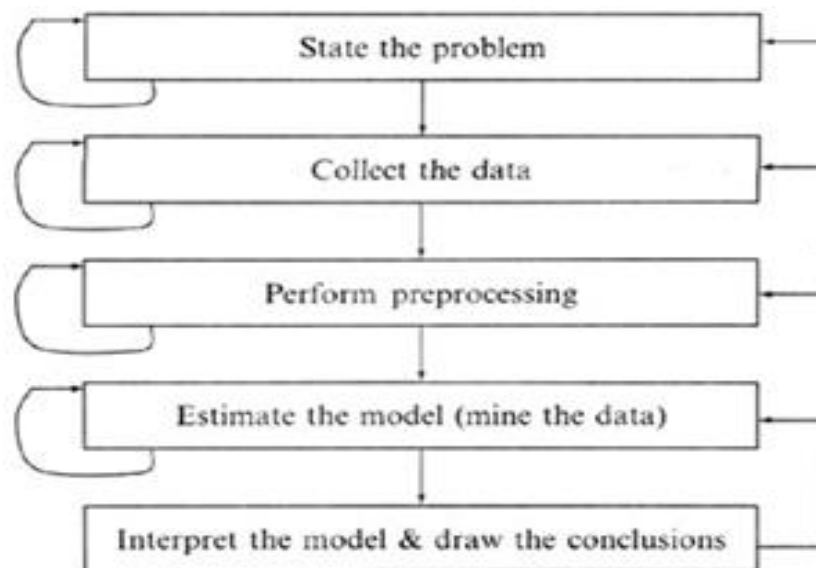 State the problem
Collect the data
Perform preprocessing
Estimate the model (mine the data)
Interpret the model & draw the conclusions